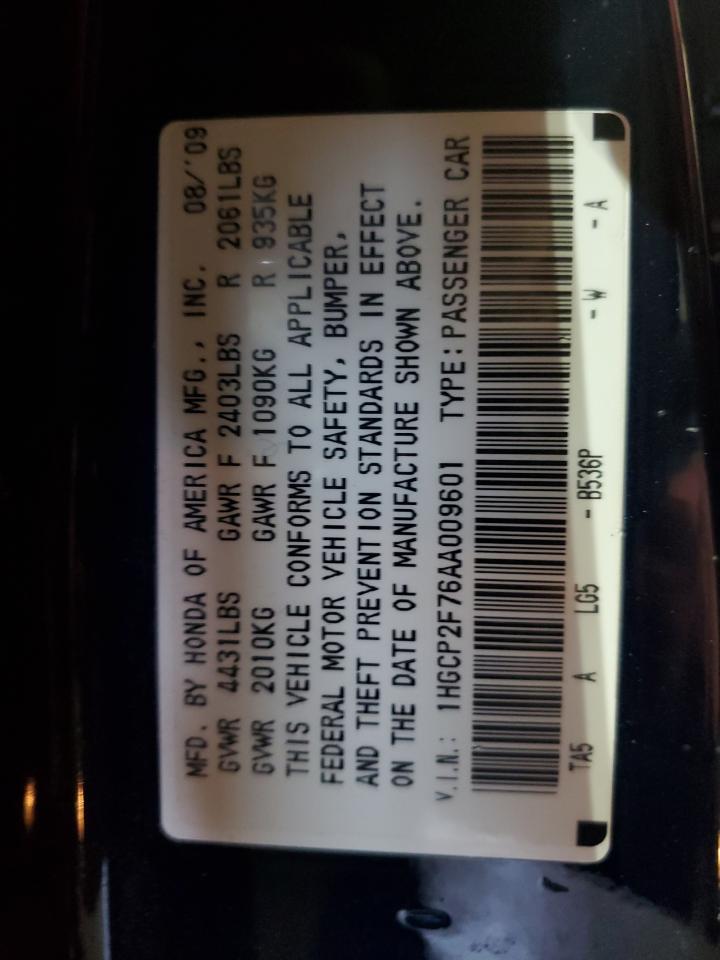 MFD. BY HONDA OF AMERICA MFG., INC. 08/'09
GVWR 4431LBS GAWR F 2403LBS R 2061LBS
GVWR 2010KG GAWR F 1090KG R 935KG
THIS VEHICLE CONFORMS TO ALL APPLICABLE
FEDERAL MOTOR VEHICLE SAFETY, BUMPER,
AND THEFT PREVENTION STANDARDS IN EFFECT
ON THE DATE OF MANUFACTURE SHOWN ABOVE.
V.I.N.: 1HGCP2F76AA009601 TYPE:PASSENGER CAR
TA5 A LG5 - B536P - W - A